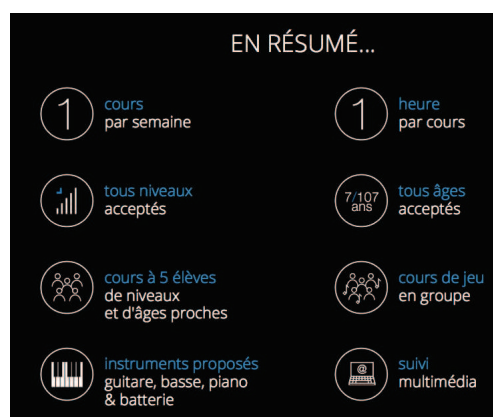 EN RÉSUMÉ...
1
cours
par semaine
1
heure
par cours
tous niveaux
acceptés
7/107
ans
tous âges
acceptés
cours à 5 élèves
de niveaux
et d'âges proches
cours de jeu
en groupe
instruments proposés
guitare, basse, piano
& batterie
@
suivi
multimédia